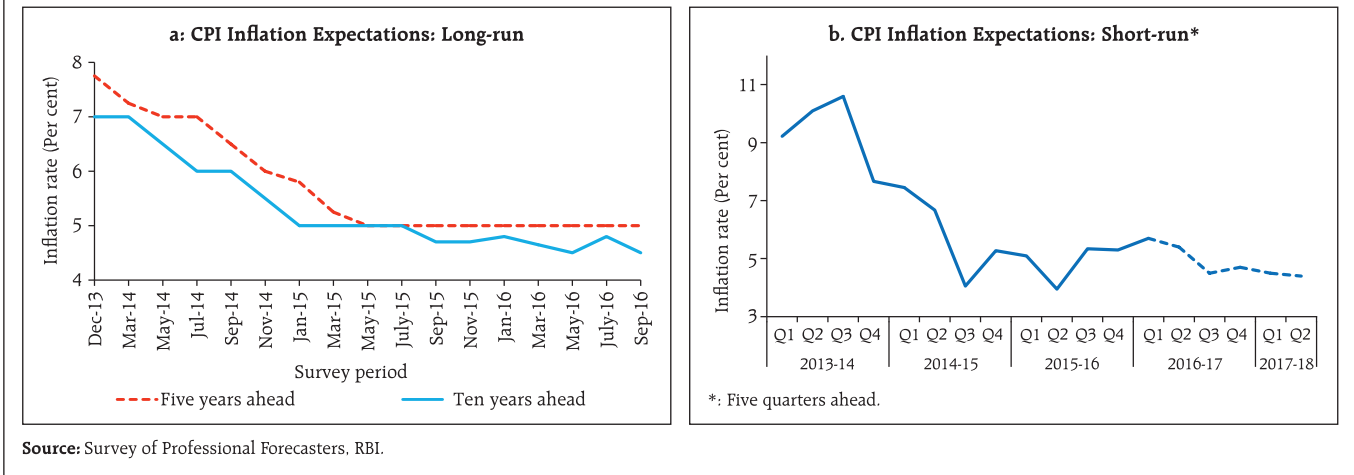 a: CPI Inflation Expectations: Long-run
Inflation rate (Per cent)
8
7
6
5
4
Dec-13 Mar-14 May-14 Jul-14 Sep-14 Nov-14 Jan-15 Mar-15 May-15 July-15 Sep-15 Nov-15 Jan-16 Mar-16 May-16 July-16 Sep-16
Survey period
Five years ahead Ten years ahead
b. CPI Inflation Expectations: Short-run*
Inflation rate (Per cent)
11
9
7
5
3
Q1 Q2 Q3 Q4 Q1 Q2 Q3 Q4 Q1 Q2 Q3 Q4 Q1 Q2 Q3 Q4 Q1 Q2
2013-14 2014-15 2015-16 2016-17 2017-18
*: Five quarters ahead.
Source: Survey of Professional Forecasters, RBI.